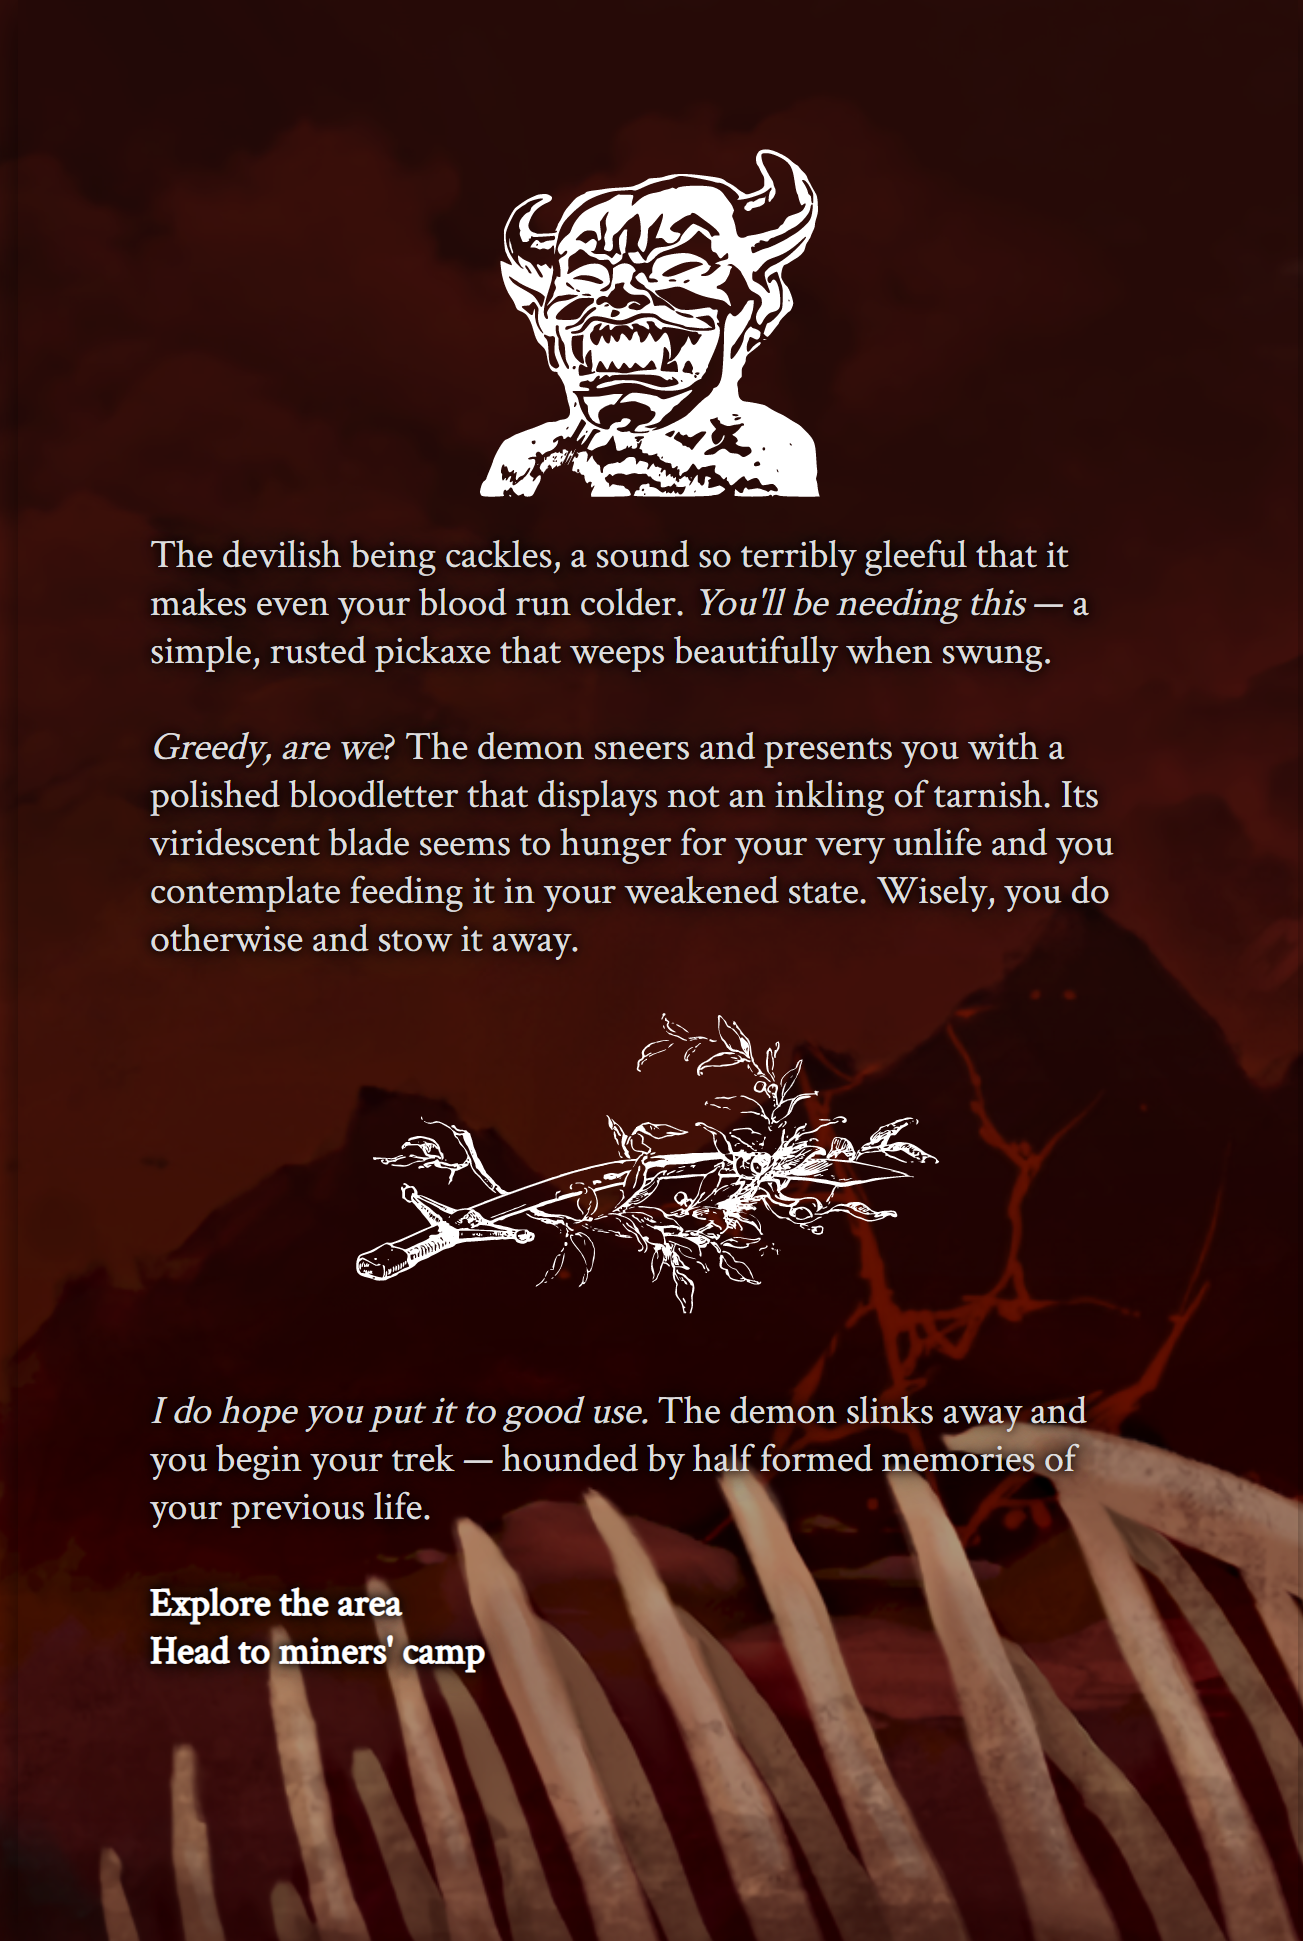 The devilish being cackles, a sound so terribly gleeful that it
makes even your blood run colder. You'll be needing this — a
simple, rusted pickaxe that weeps beautifully when swung.
Greedy, are we? The demon sneers and presents you with a
polished bloodletter that displays not an inkling of tarnish. Its
viridescent blade seems to hunger for your very unlife and you
contemplate feeding it in your weakened state. Wisely, you do
otherwise and stow it away.
I do hope you put it to good use. The demon slinks away and
you begin your trek — hounded by half formed memories of
your previous life.
Explore the area
Head to miners' camp